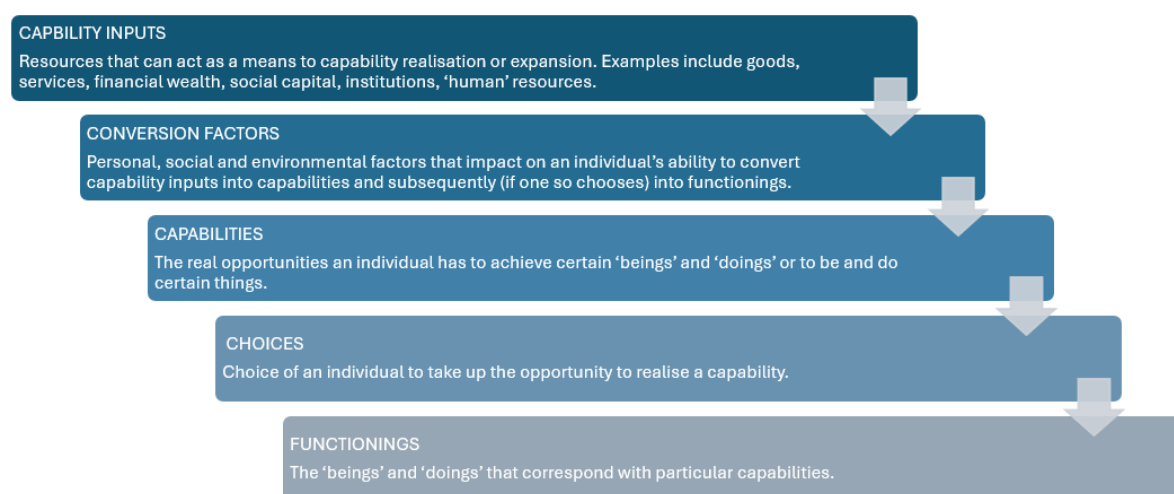 CAPBILITY INPUTS
Resources that can act as a means to capability realisation or expansion. Examples include goods,
services, financial wealth, social capital, institutions, ‘human’ resources.
CONVERSION FACTORS
Personal, social and environmental factors that impact on an individual’s ability to convert
capability inputs into capabilities and subsequently (if one so chooses) into functionings.
CAPABILITIES
The real opportunities an individual has to achieve certain ‘beings’ and ‘doings’ or to be and do
certain things.
CHOICES
Choice of an individual to take up the opportunity to realise a capability.
FUNCTIONINGS
The ‘beings’ and ‘doings’ that correspond with particular capabilities.